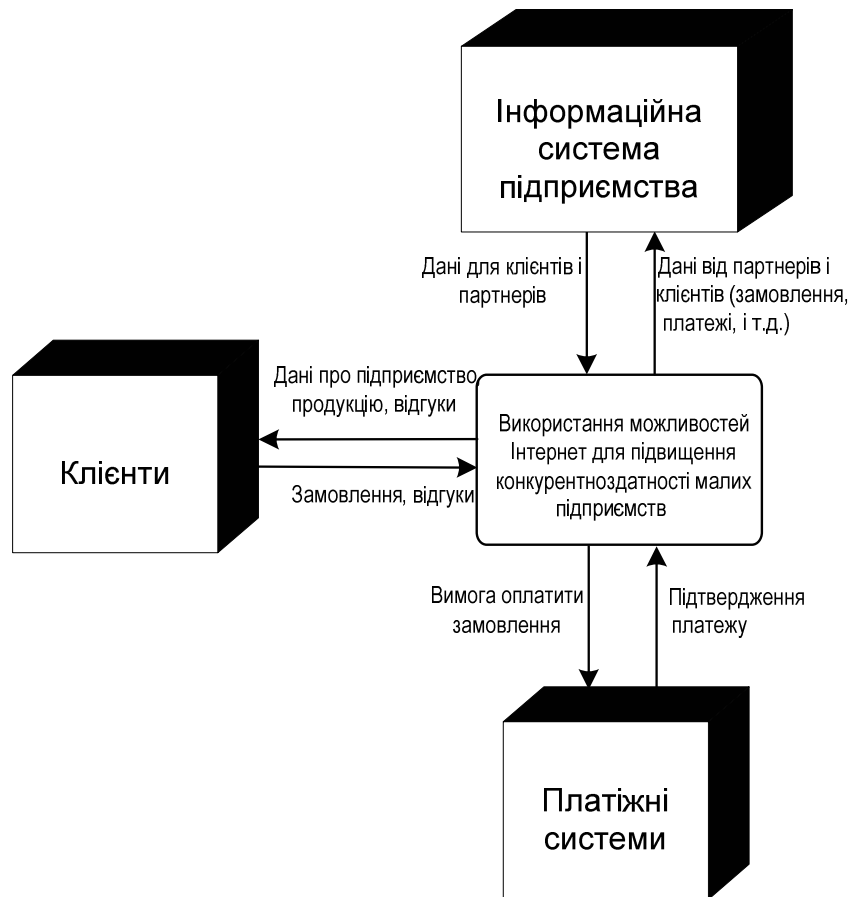 Інформаційна
система
підприємства
Дані для клієнтів і
партнерів
Дані від партнерів і
клієнтів (замовлення,
платежі, і т.д.)
Дані про підприємство
продукцію, відгуки
Клієнти
Замовлення, відгуки
Використання можливостей
Інтернет для підвищення
конкурентноздатності малих
підприємств
Вимога оплатити
замовлення
Підтвердження
платежу
Платіжні
системи